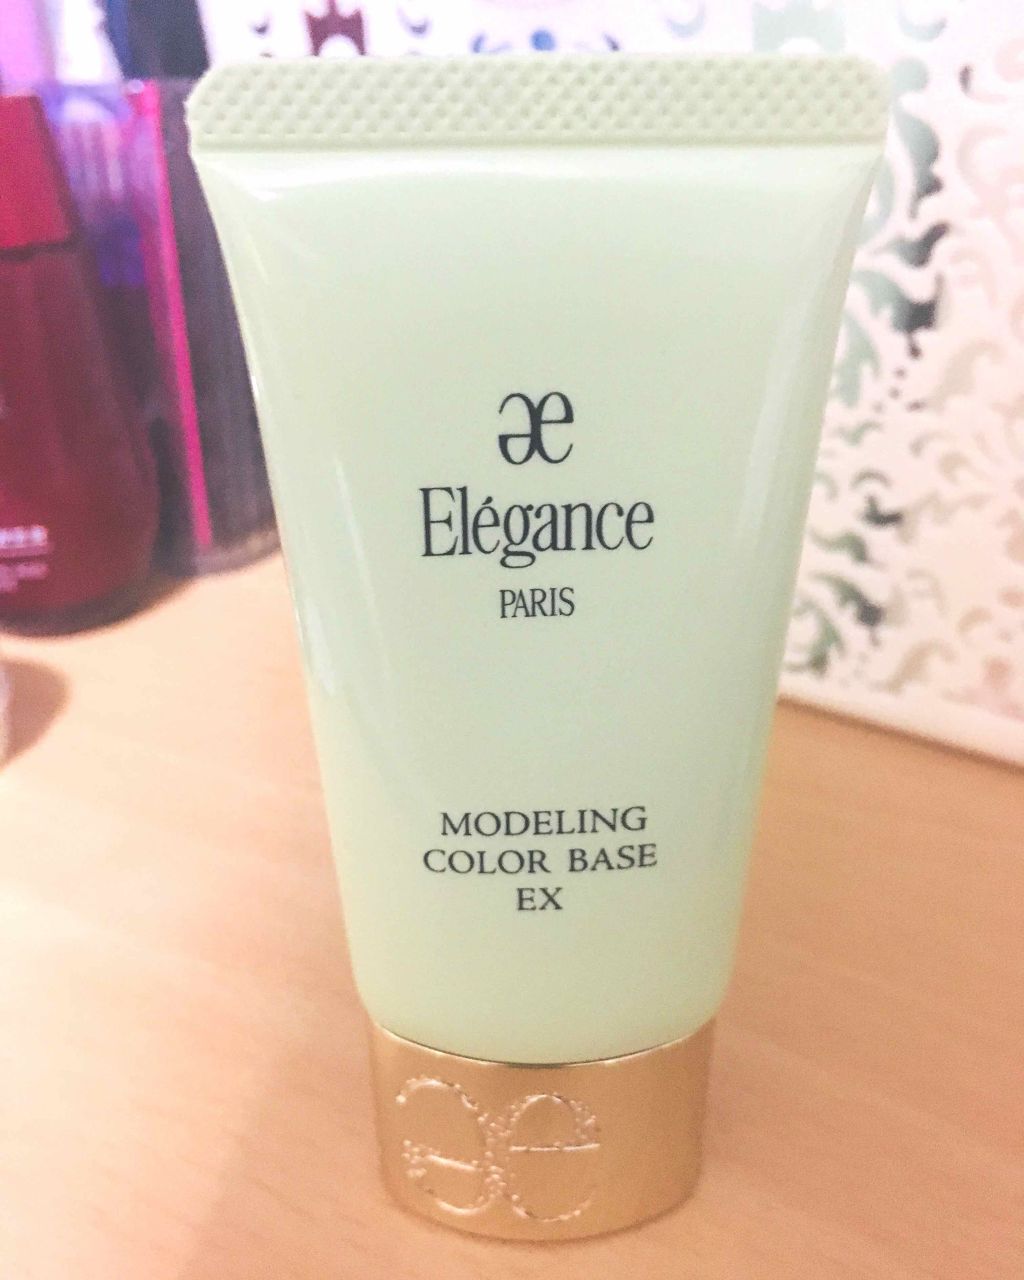 æ
Elégance
PARIS
MODELING
COLOR BASE
EX
æ